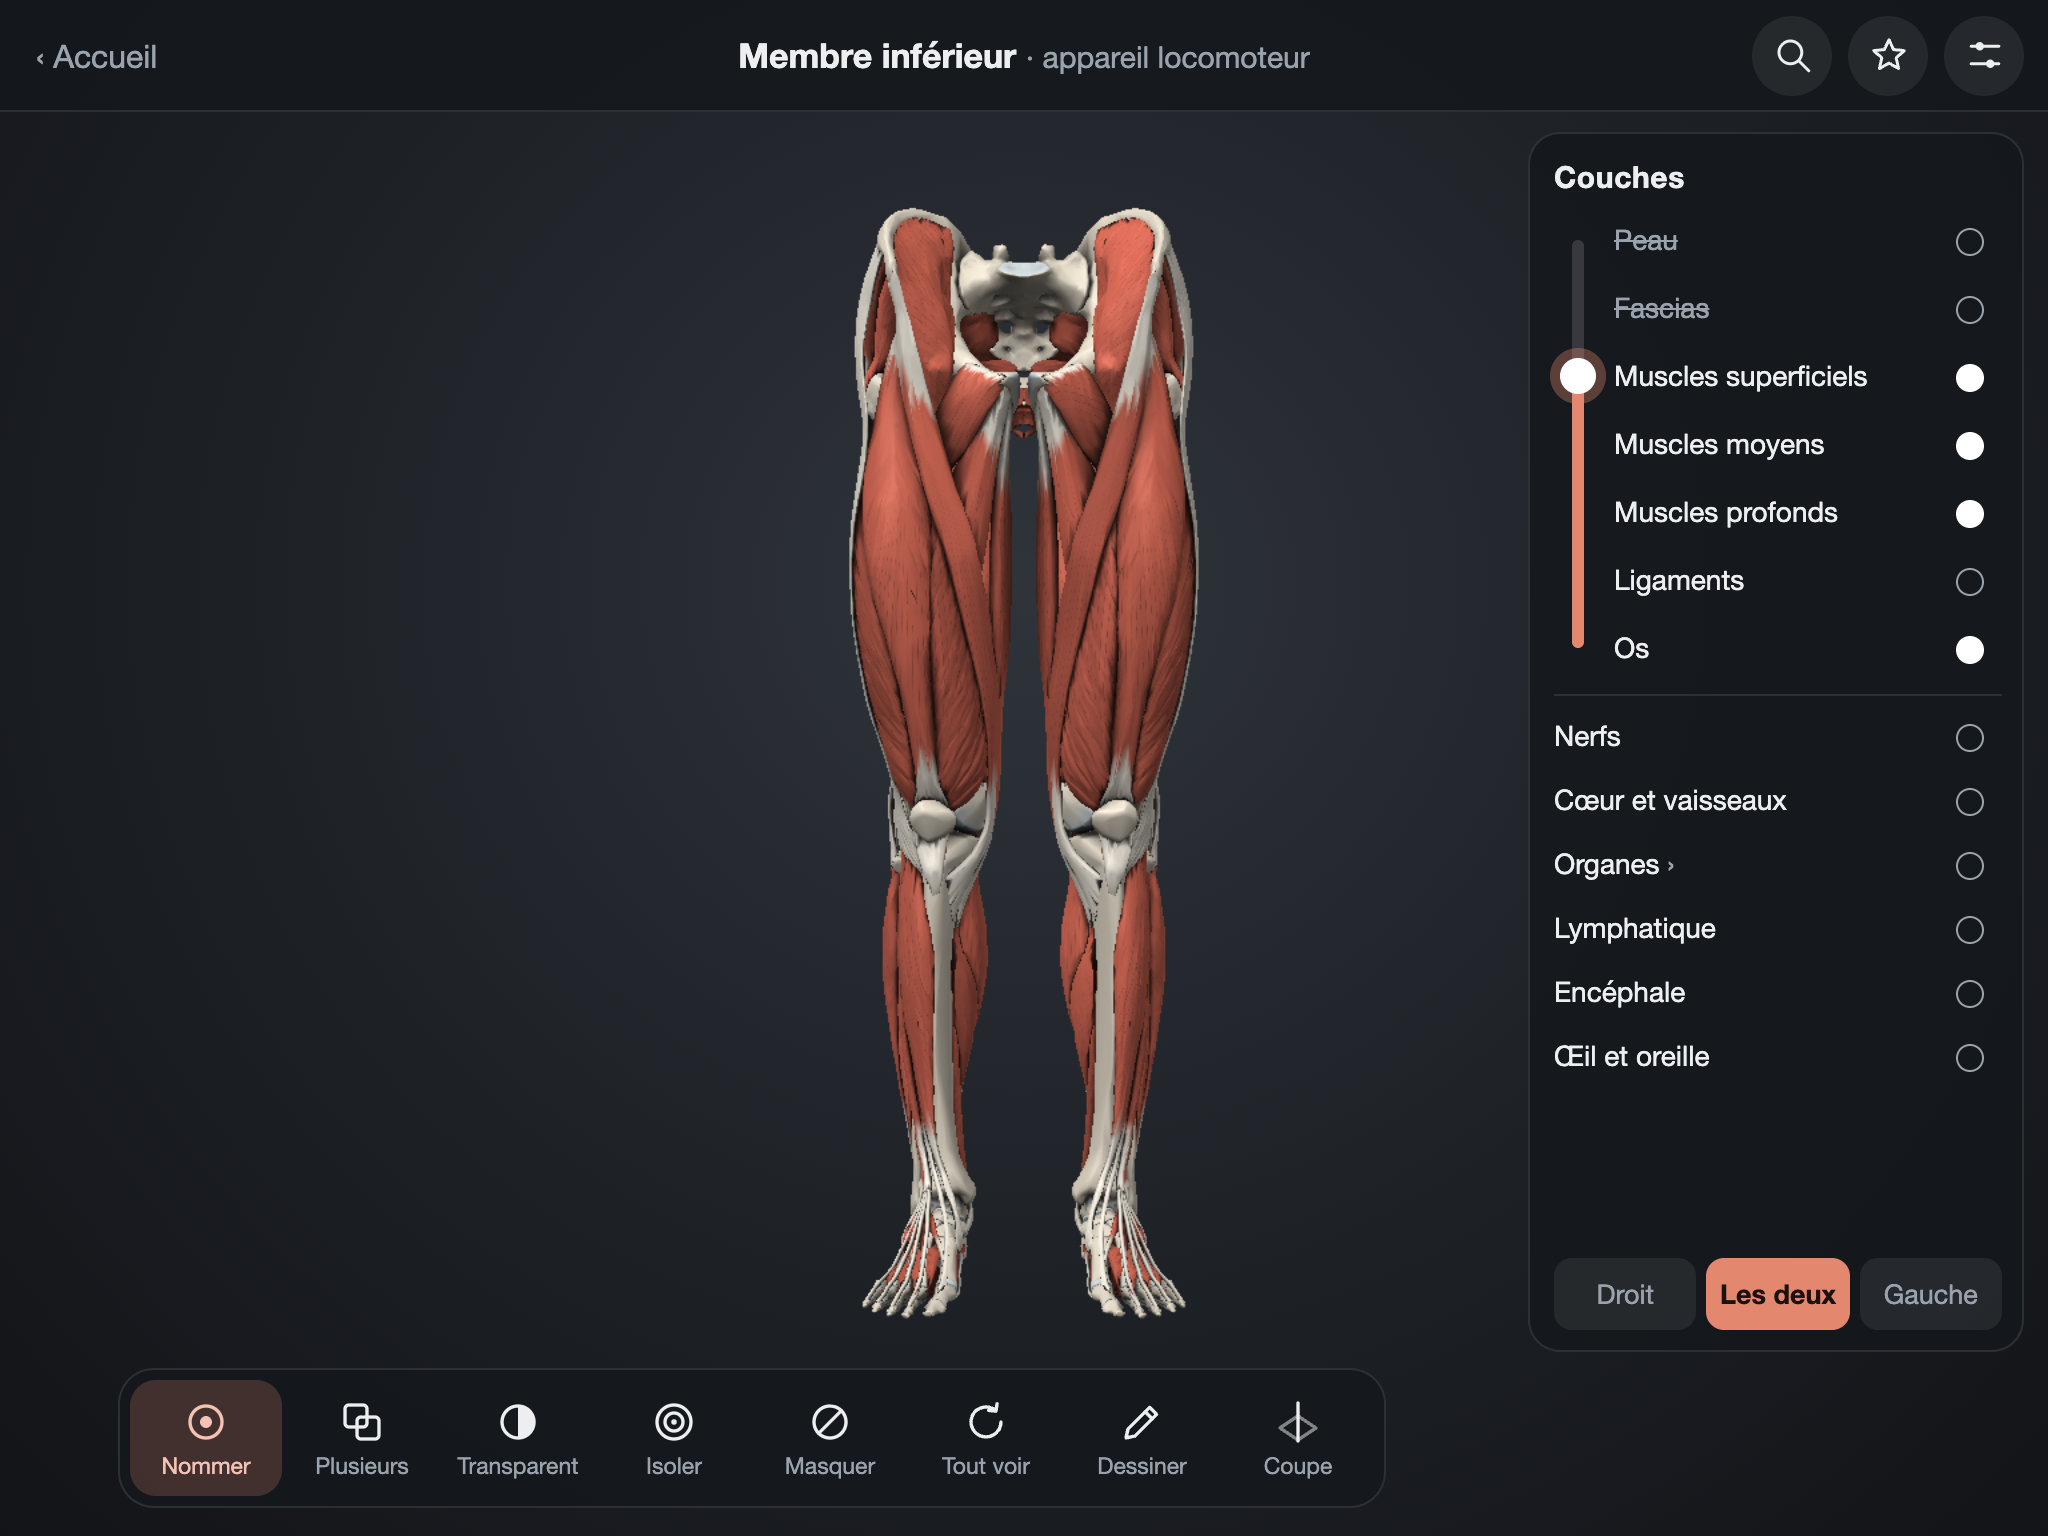 ‹ Accueil
Membre inférieur · appareil locomoteur
Couches
Peau
Fascias
Muscles superficiels
Muscles moyens
Muscles profonds
Ligaments
Os
Nerfs
Cœur et vaisseaux
Organes ›
Lymphatique
Encéphale
Œil et oreille
Droit
Les deux
Gauche
Nommer
Plusieurs
Transparent
Isoler
Masquer
Tout voir
Dessiner
Coupe